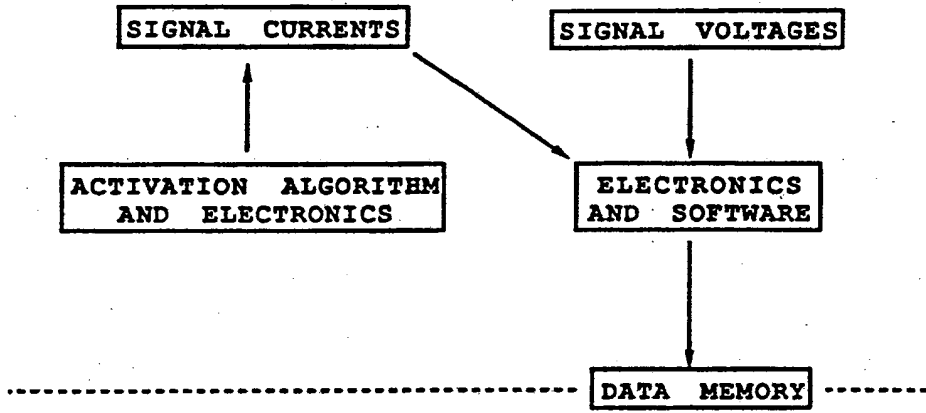 SIGNAL CURRENTS
SIGNAL VOLTAGES
ACTIVATION ALGORITHM
AND ELECTRONICS
ELECTRONICS
AND SOFTWARE
DATA MEMORY